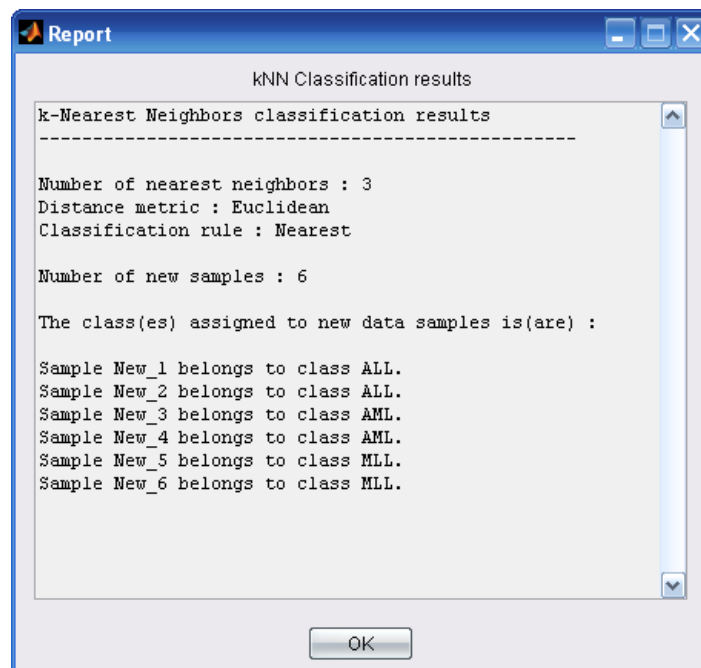 Report
kNN Classification results
k-Nearest Neighbors classification results
--------------------------------------------------
Number of nearest neighbors : 3
Distance metric : Euclidean
Classification rule : Nearest
Number of new samples : 6
The class(es) assigned to new data samples is(are) :
Sample New_1 belongs to class ALL.
Sample New_2 belongs to class ALL.
Sample New_3 belongs to class AML.
Sample New_4 belongs to class AML.
Sample New_5 belongs to class MLL.
Sample New_6 belongs to class MLL.
OK